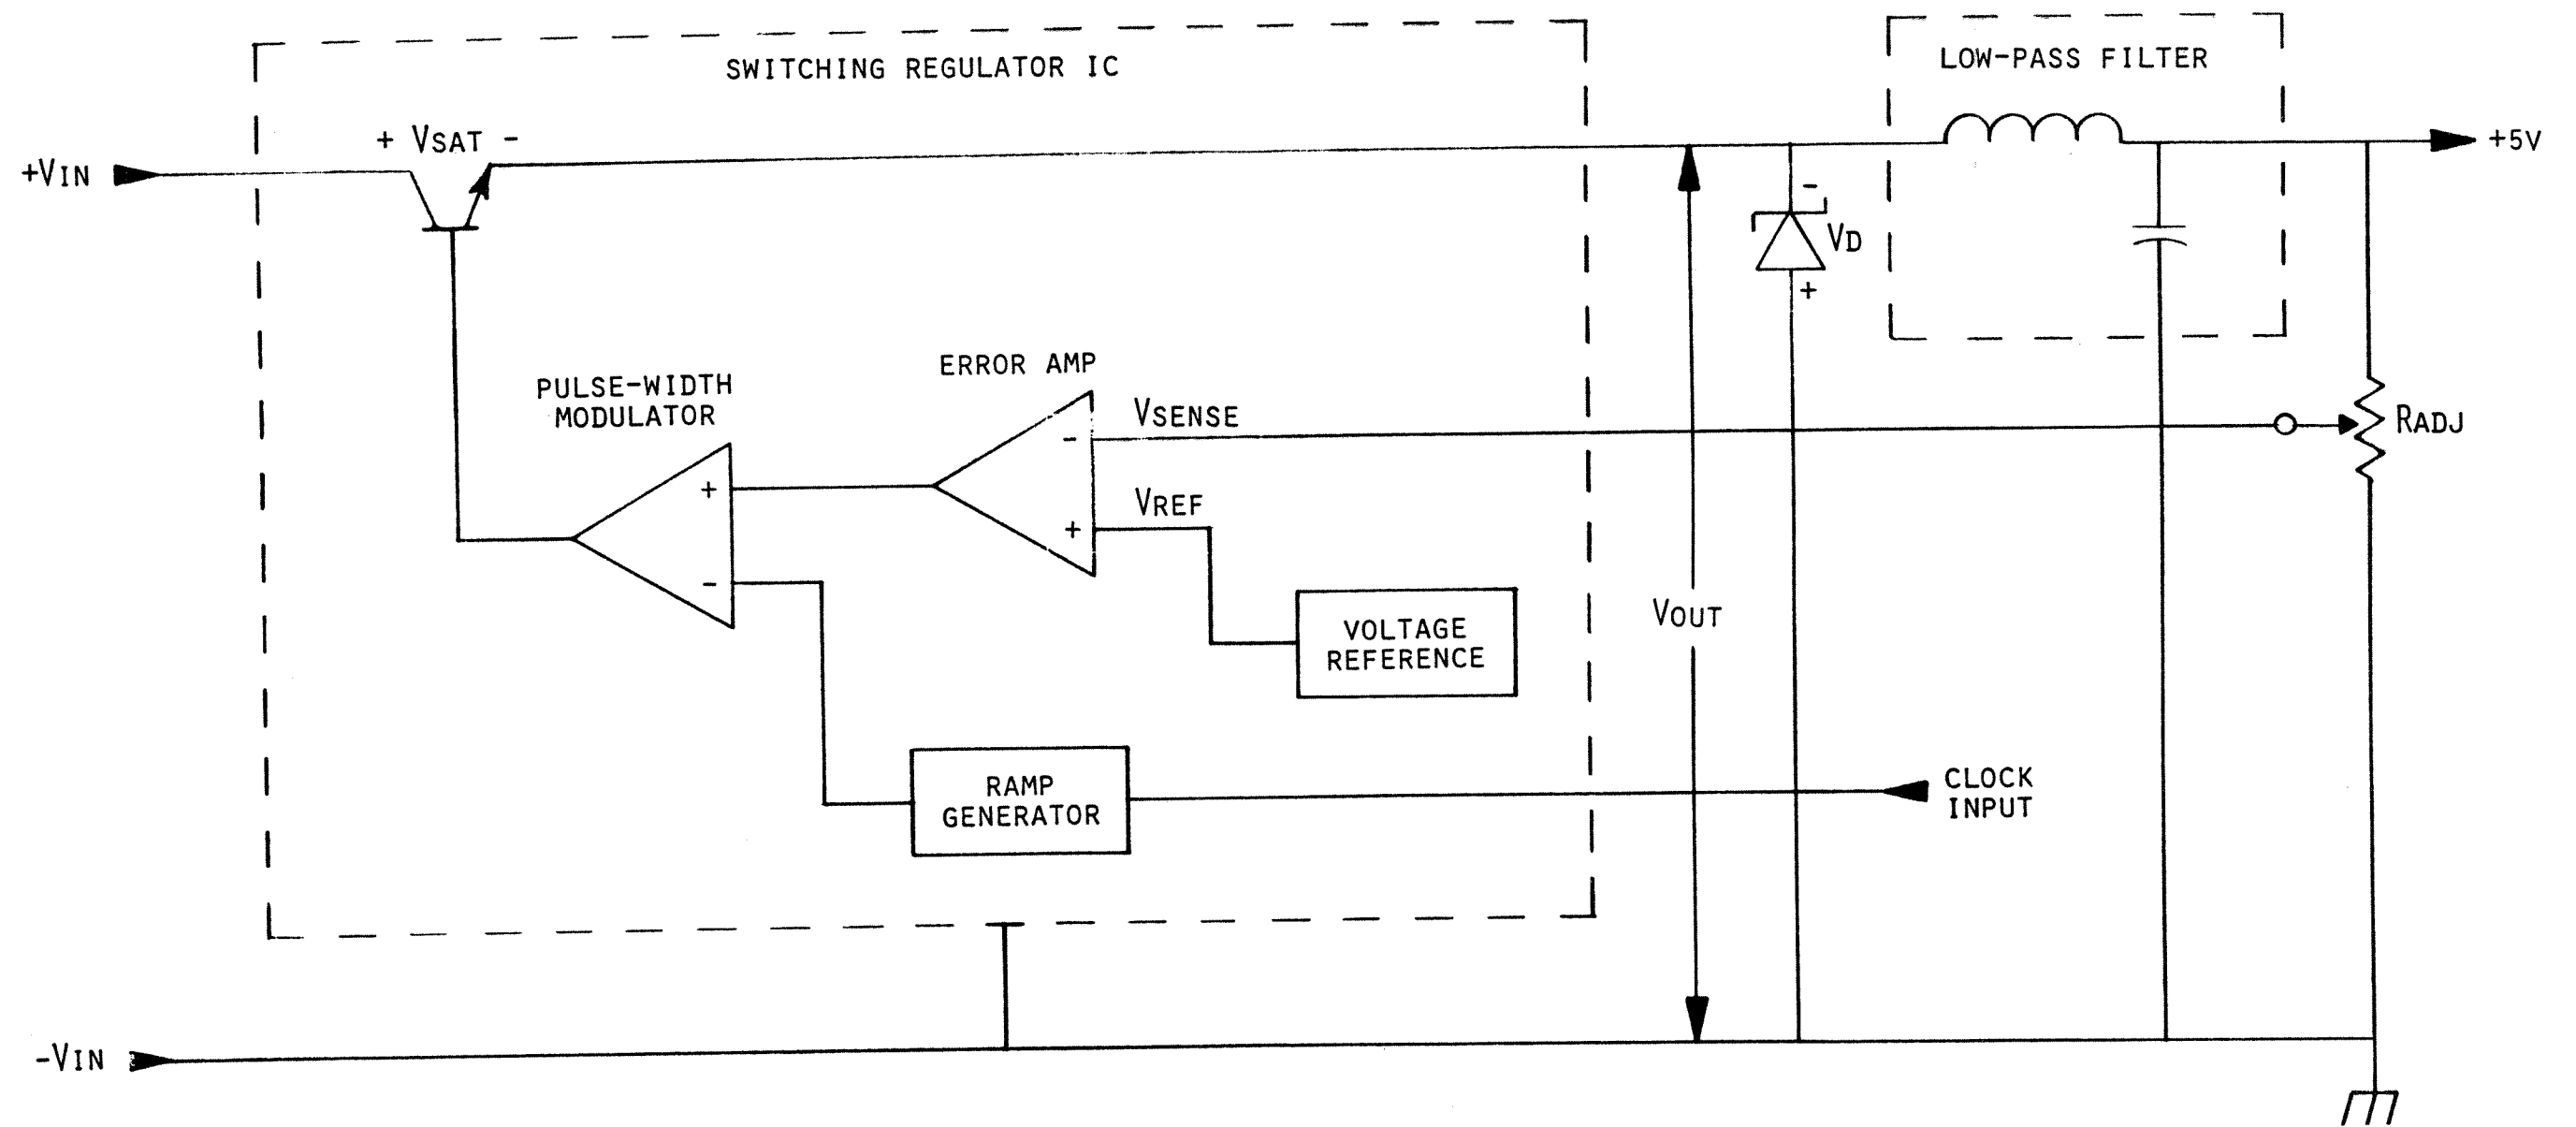 SWITCHING REGULATOR IC
LOW-PASS FILTER
+ VSAT -
+VIN
+5V
-
VD
+
ERROR AMP
PULSE-WIDTH
MODULATOR
VSENSE
-
RADJ
+
VREF
+
-
VOUT
VOLTAGE
REFERENCE
RAMP
GENERATOR
CLOCK
INPUT
-VIN